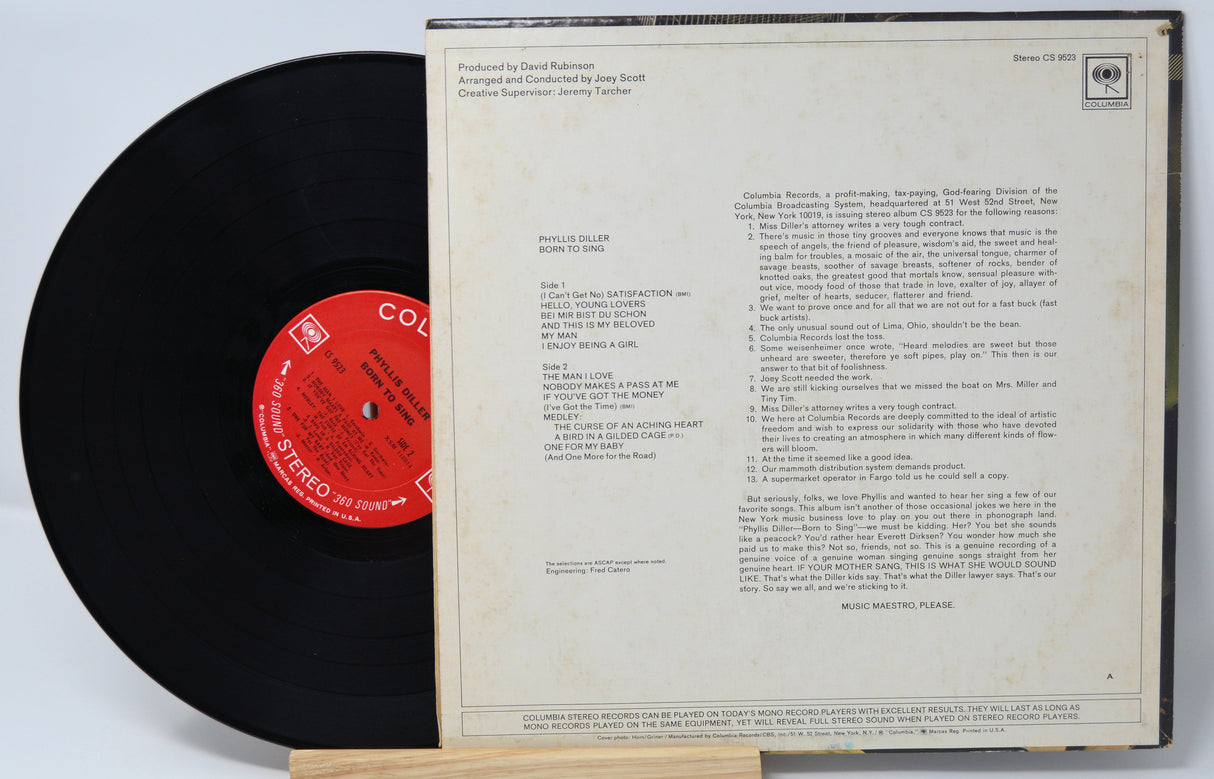 Produced by David Rubinson
Arranged and Conducted by Joey Scott
Creative Supervisor: Jeremy Tarcher
Stereo CS 9523
COLUMBIA
PHYLLIS DILLER
BORN TO SING
Side 1
(I Can't Get No) SATISFACTION (BMI)
HELLO, YOUNG LOVERS
BEI MIR BIST DU SCHON
AND THIS IS MY BELOVED
MY MAN
I ENJOY BEING A GIRL
Side 2
THE MAN I LOVE
NOBODY MAKES A PASS AT ME
IF YOU'VE GOT THE MONEY
(I've Got the Time) (BMI)
MEDLEY:
THE CURSE OF AN ACHING HEART
A BIRD IN A GILDED CAGE (P.D.)
ONE FOR MY BABY
(And One More for the Road)
The selections are ASCAP except where noted.
Engineering: Fred Catero
Columbia Records, a profit-making, tax-paying, God-fearing Division of the
Columbia Broadcasting System, headquartered at 51 West 52nd Street, New
York, New York 10019, is issuing stereo album CS 9523 for the following reasons:
1. Miss Diller's attorney writes a very tough contract.
2. There's music in those tiny grooves and everyone knows that music is the
speech of angels, the friend of pleasure, wisdom's aid, the sweet and heal-
ing balm for troubles, a mosaic of the air, the universal tongue, charmer of
savage beasts, soother of savage breasts, softener of rocks, bender of
knotted oaks, the greatest good that mortals know, sensual pleasure with-
out vice, moody food of those that trade in love, exalter of joy, allayer of
grief, melter of hearts, seducer, flatterer and friend.
3. We want to prove once and for all that we are not out for a fast buck (fast
buck artists).
4. The only unusual sound out of Lima, Ohio, shouldn't be the bean.
5. Columbia Records lost the toss.
6. Some weisenheimer once wrote, "Heard melodies are sweet but those
unheard are sweeter, therefore ye soft pipes, play on." This then is our
answer to that bit of foolishness.
7. Joey Scott needed the work.
8. We are still kicking ourselves that we missed the boat on Mrs. Miller and
Tiny Tim.
9. Miss Diller's attorney writes a very tough contract.
10. We here at Columbia Records are deeply committed to the ideal of artistic
freedom and wish to express our solidarity with those who have devoted
their lives to creating an atmosphere in which many different kinds of flow-
ers will bloom.
11. At the time it seemed like a good idea.
12. Our mammoth distribution system demands product.
13. A supermarket operator in Fargo told us he could sell a copy.
But seriously, folks, we love Phyllis and wanted to hear her sing a few of our
favorite songs. This album isn't another of those occasional jokes we here in the
New York music business love to play on you out there in phonograph land.
"Phyllis Diller—Born to Sing"—we must be kidding. Her? You bet she sounds
like a peacock? You'd rather hear Everett Dirksen? You wonder how much she
paid us to make this? Not so, friends, not so. This is a genuine recording of a
genuine voice of a genuine woman singing genuine songs straight from her
genuine heart. IF YOUR MOTHER SANG, THIS IS WHAT SHE WOULD SOUND
LIKE. That's what the Diller kids say. That's what the Diller lawyer says. That's our
story. So say we all, and we're sticking to it.
MUSIC MAESTRO, PLEASE.
A
COLUMBIA STEREO RECORDS CAN BE PLAYED ON TODAY'S MONO RECORD PLAYERS WITH EXCELLENT RESULTS. THEY WILL LAST AS LONG AS
MONO RECORDS PLAYED ON THE SAME EQUIPMENT, YET WILL REVEAL FULL STEREO SOUND WHEN PLAYED ON STEREO RECORD PLAYERS.
Cover photo: Horn/Griner / Manufactured by Columbia Records/CBS, Inc./51 W. 52 Street, New York, N.Y. / ® "Columbia," Marcas Reg. Printed in U.S.A.
COL
CS 9523
PHYLLIS DILLER
BORN TO SING
SIDE 2
"360 SOUND" STEREO "360 SOUND"
® "COLUMBIA" MARCAS REG. PRINTED IN U.S.A.